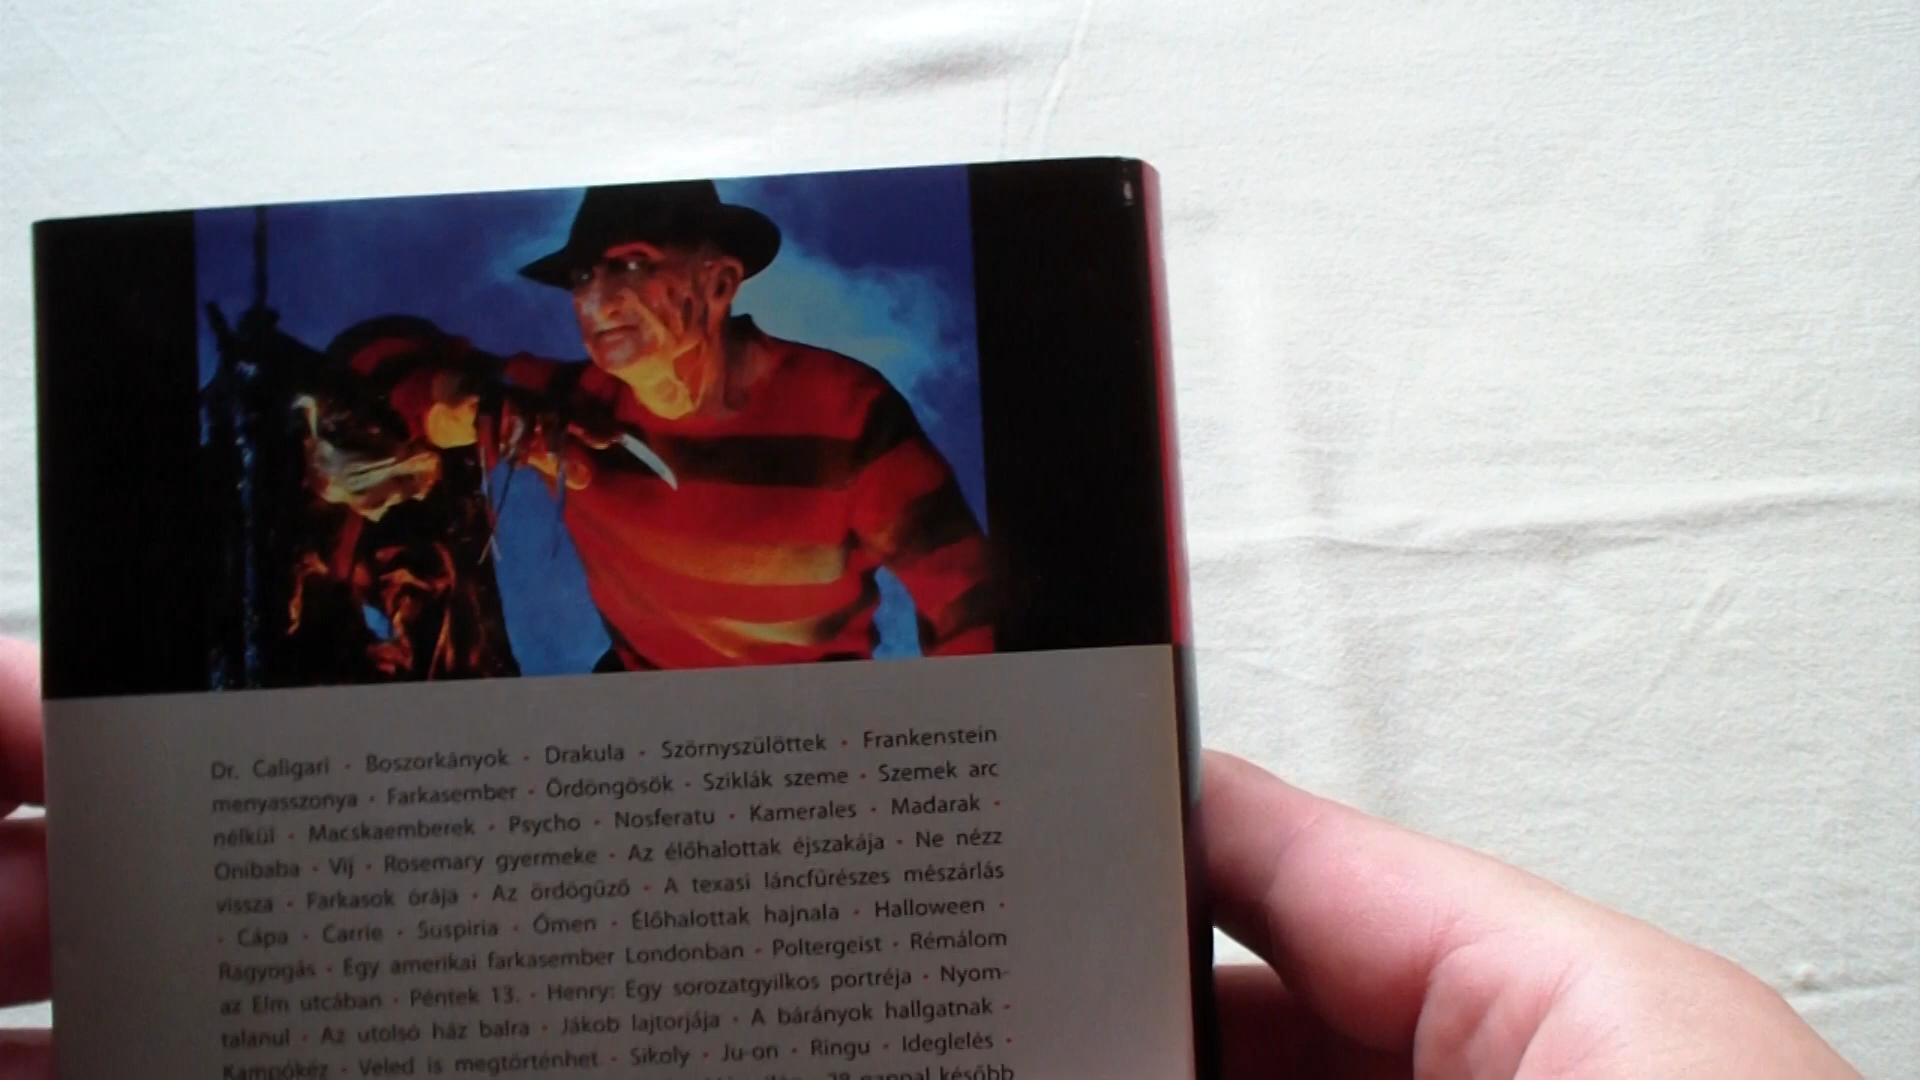 Dr. Caligari • Boszorkányok • Drakula • Szörnyszülöttek • Frankenstein
menyasszonya • Farkasember • Ördöngösök • Sziklák szeme • Szemek arc
nélkül • Macskaemberek • Psycho • Nosferatu • Kamerales • Madarak •
Onibaba • Vij • Rosemary gyermeke • Az élőhalottak éjszakája • Ne nézz
vissza • Farkasok órája • Az ördögűző • A texasi láncfűrészes mészárlás
• Cápa • Carrie • Suspiria • Ómen • Élőhalottak hajnala • Halloween •
Ragyogás • Egy amerikai farkasember Londonban • Poltergeist • Rémálom
az Elm utcában • Péntek 13. • Henry: Egy sorozatgyilkos portréja • Nyom-
talanul • Az utolsó ház balra • Jákob lajtorjája • A bárányok hallgatnak •
Kampókéz • Veled is megtörténhet • Sikoly • Ju-on • Ringu • Ideglelés •
28 nappal később